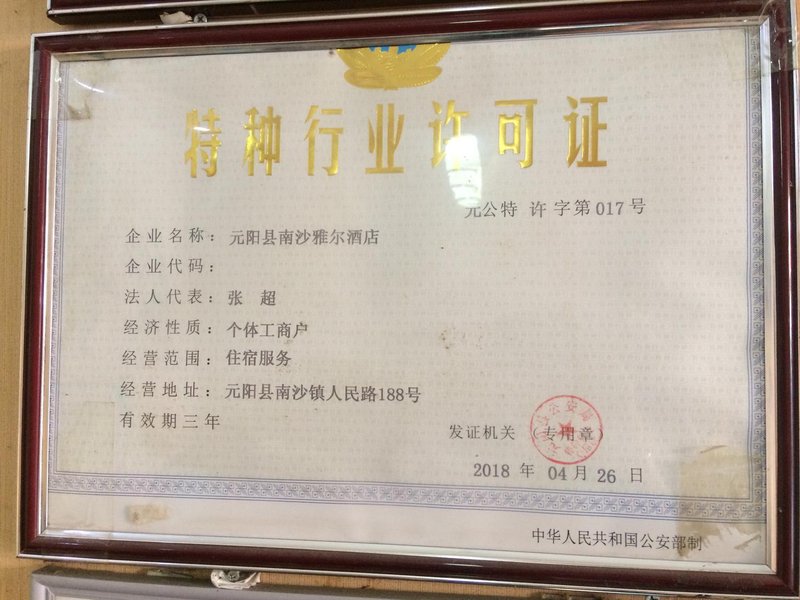 特种行业许可证
元公特 许字第017号
企业名称：元阳县南沙雅尔酒店
企业代码：
法人代表：张 超
经济性质：个体工商户
经营范围：住宿服务
经营地址：元阳县南沙镇人民路188号
有效期三年
发证机关（专用章）
2018 年 04 月 26 日
中华人民共和国公安部制